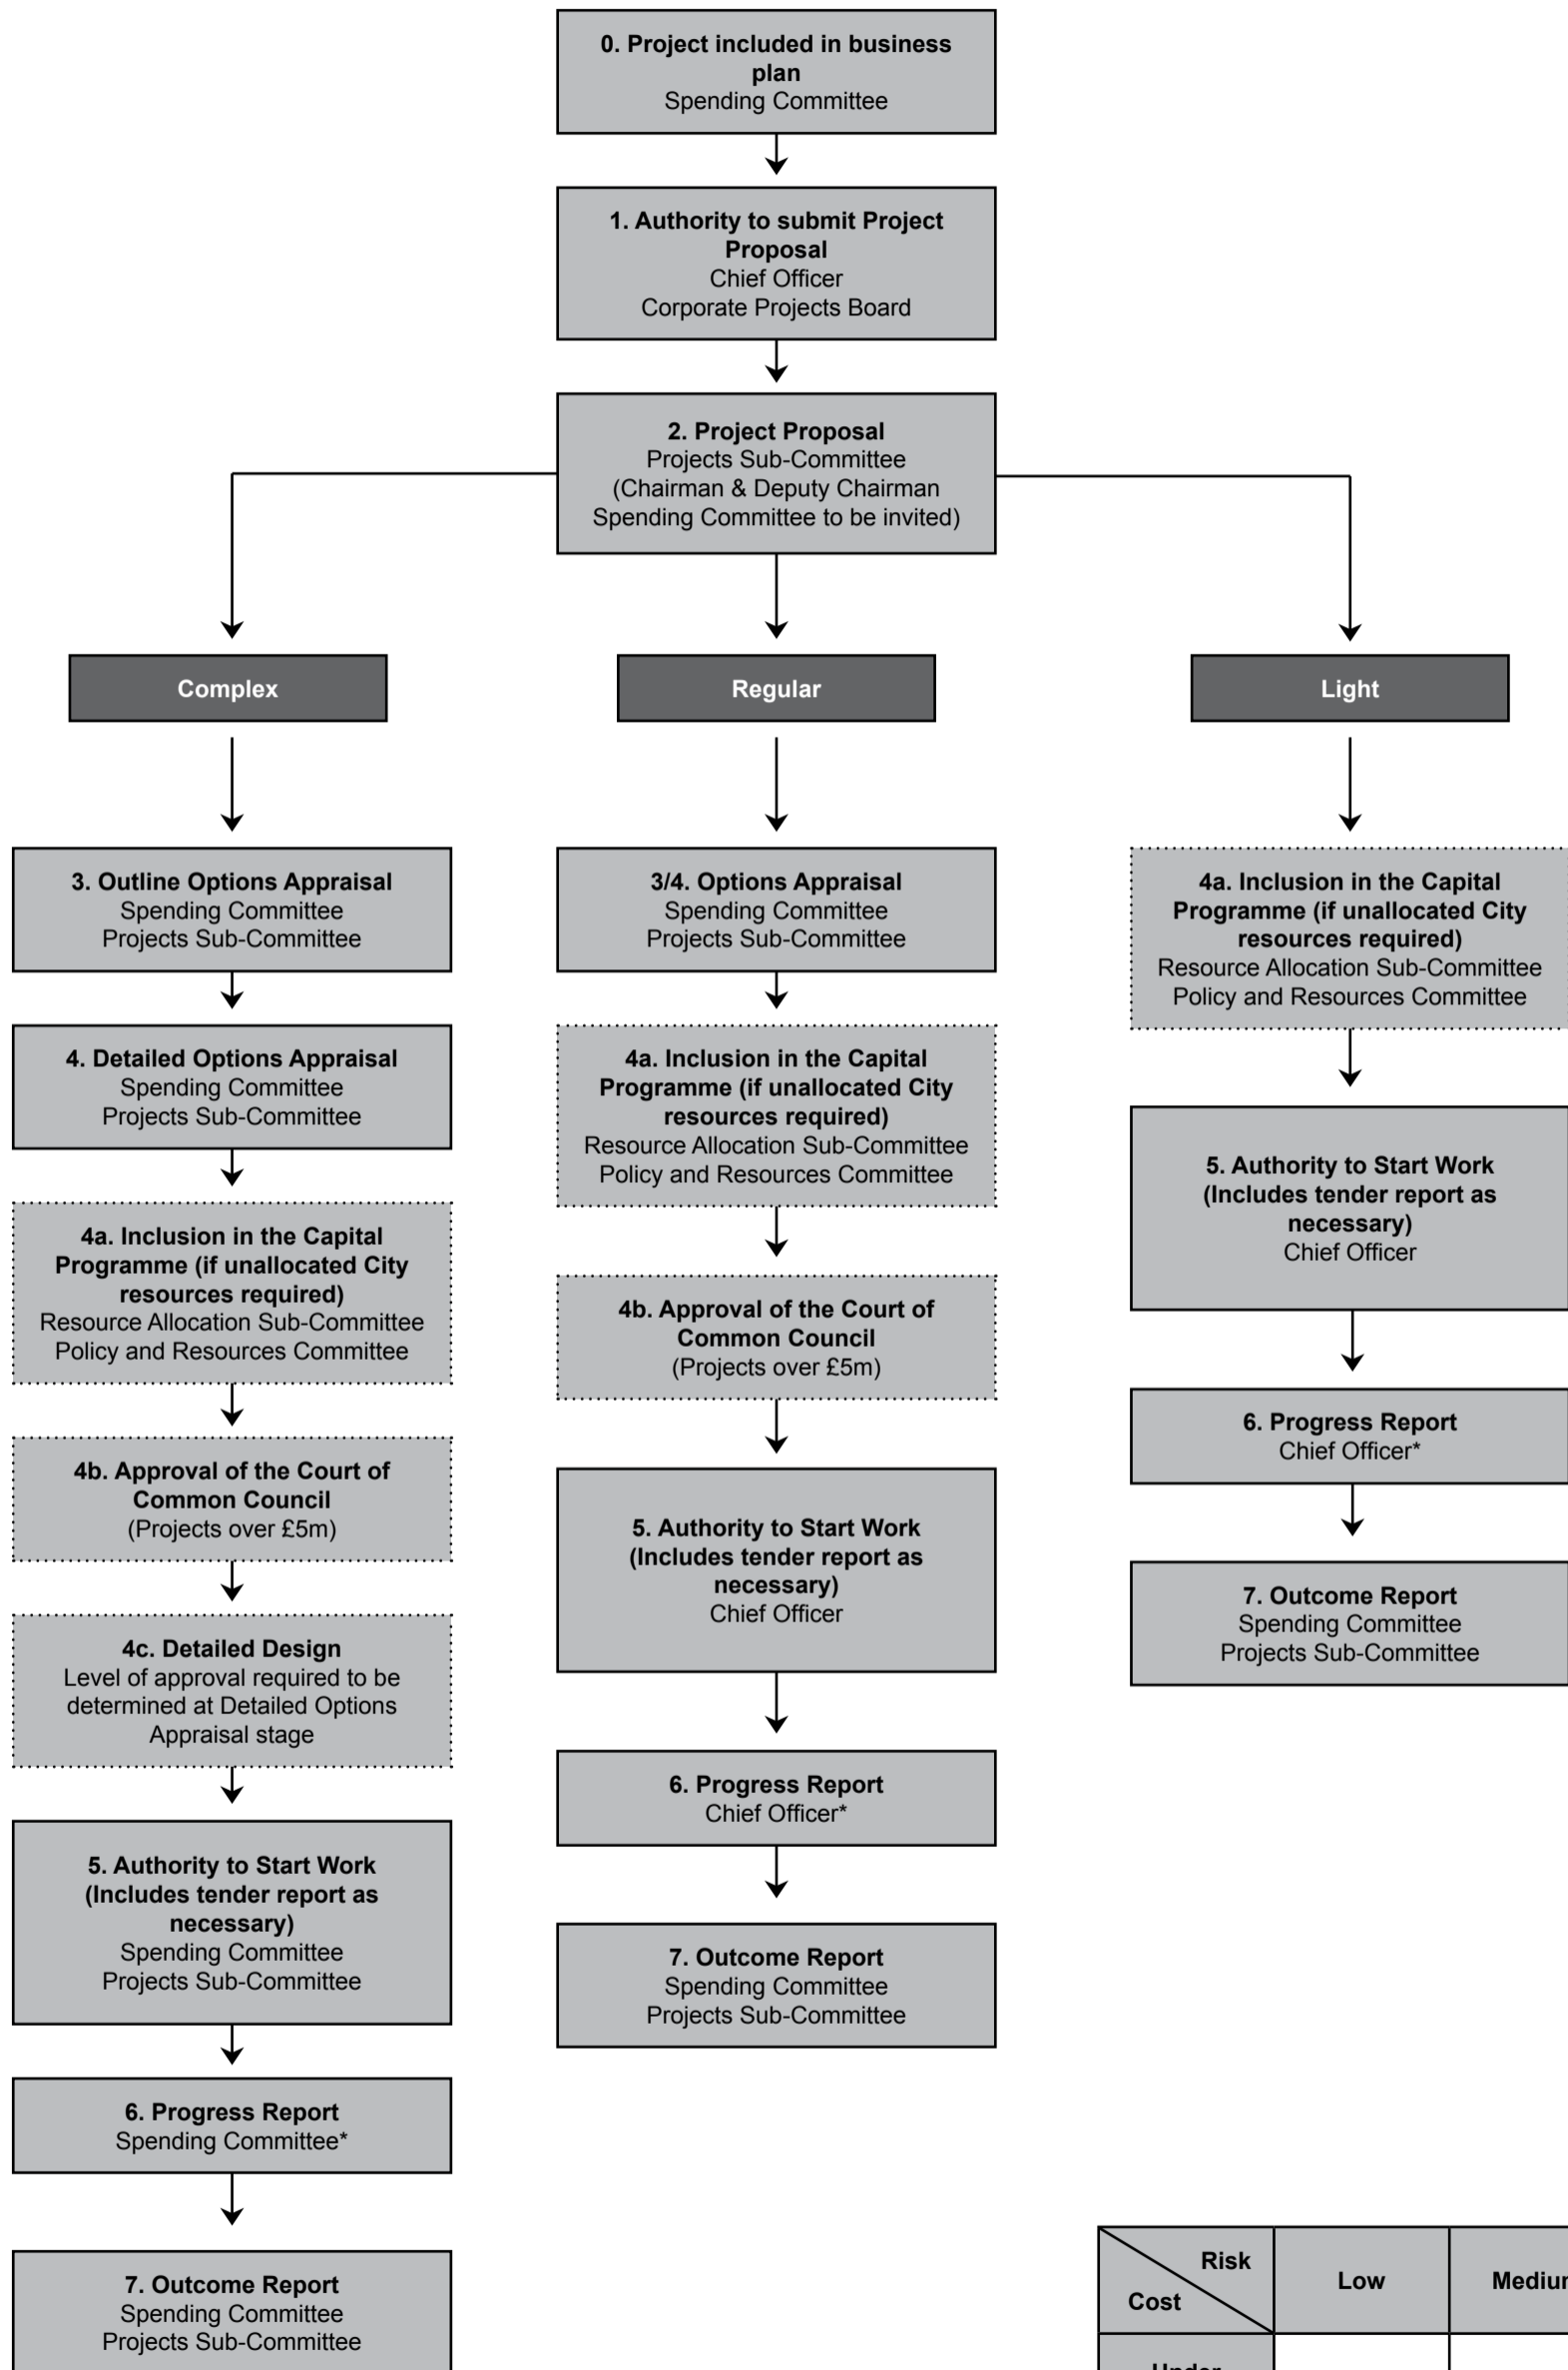 0. Project included in business
plan
Spending Committee
1. Authority to submit Project
Proposal
Chief Officer
Corporate Projects Board
2. Project Proposal
Projects Sub-Committee
(Chairman & Deputy Chairman
Spending Committee to be invited)
Complex
Regular
Light
3. Outline Options Appraisal
Spending Committee
Projects Sub-Committee
4. Detailed Options Appraisal
Spending Committee
Projects Sub-Committee
4a. Inclusion in the Capital
Programme (if unallocated City
resources required)
Resource Allocation Sub-Committee
Policy and Resources Committee
4b. Approval of the Court of
Common Council
(Projects over £5m)
4c. Detailed Design
Level of approval required to be
determined at Detailed Options
Appraisal stage
5. Authority to Start Work
(Includes tender report as
necessary)
Spending Committee
Projects Sub-Committee
6. Progress Report
Spending Committee*
7. Outcome Report
Spending Committee
Projects Sub-Committee
3/4. Options Appraisal
Spending Committee
Projects Sub-Committee
4a. Inclusion in the Capital
Programme (if unallocated City
resources required)
Resource Allocation Sub-Committee
Policy and Resources Committee
4b. Approval of the Court of
Common Council
(Projects over £5m)
5. Authority to Start Work
(Includes tender report as
necessary)
Chief Officer
6. Progress Report
Chief Officer*
7. Outcome Report
Spending Committee
Projects Sub-Committee
4a. Inclusion in the Capital
Programme (if unallocated City
resources required)
Resource Allocation Sub-Committee
Policy and Resources Committee
5. Authority to Start Work
(Includes tender report as
necessary)
Chief Officer
6. Progress Report
Chief Officer*
7. Outcome Report
Spending Committee
Projects Sub-Committee
Risk
Cost
Low